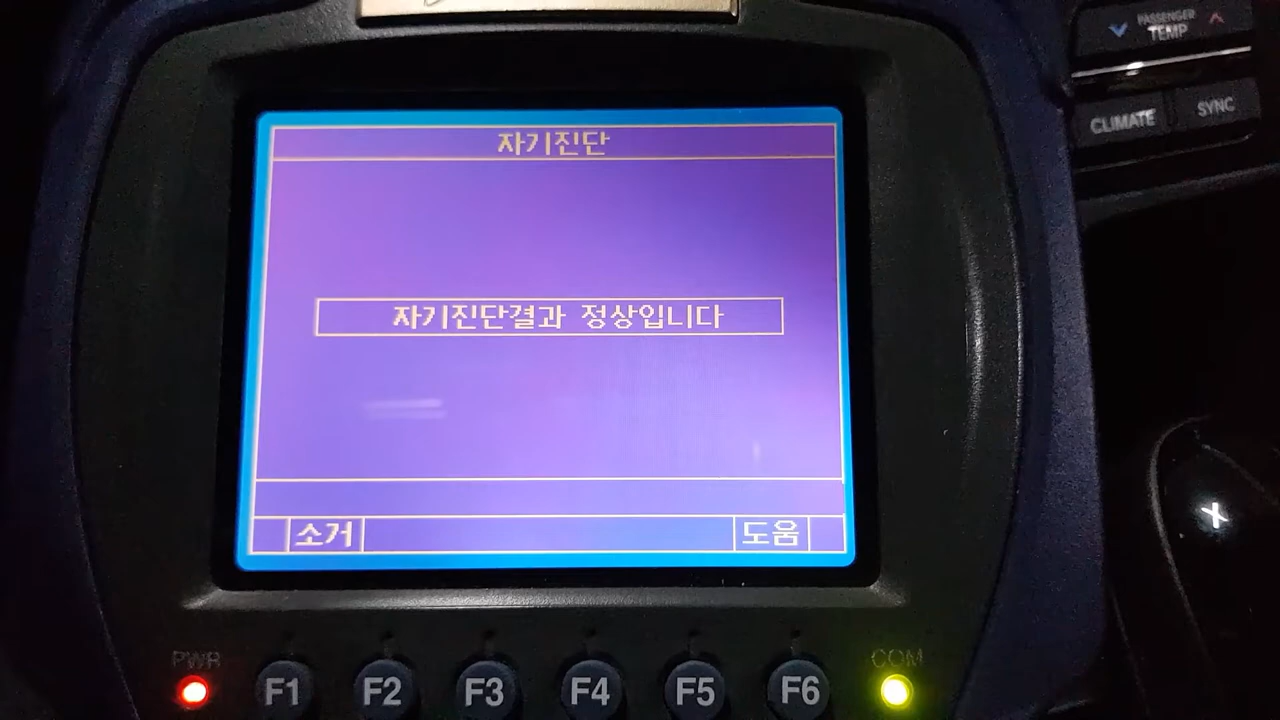 PASSENGER
TEMP
CLIMATE
SYNC
자기진단
자기진단결과 정상입니다
소거
도움
PWR
F1
F2
F3
F4
F5
F6
COM